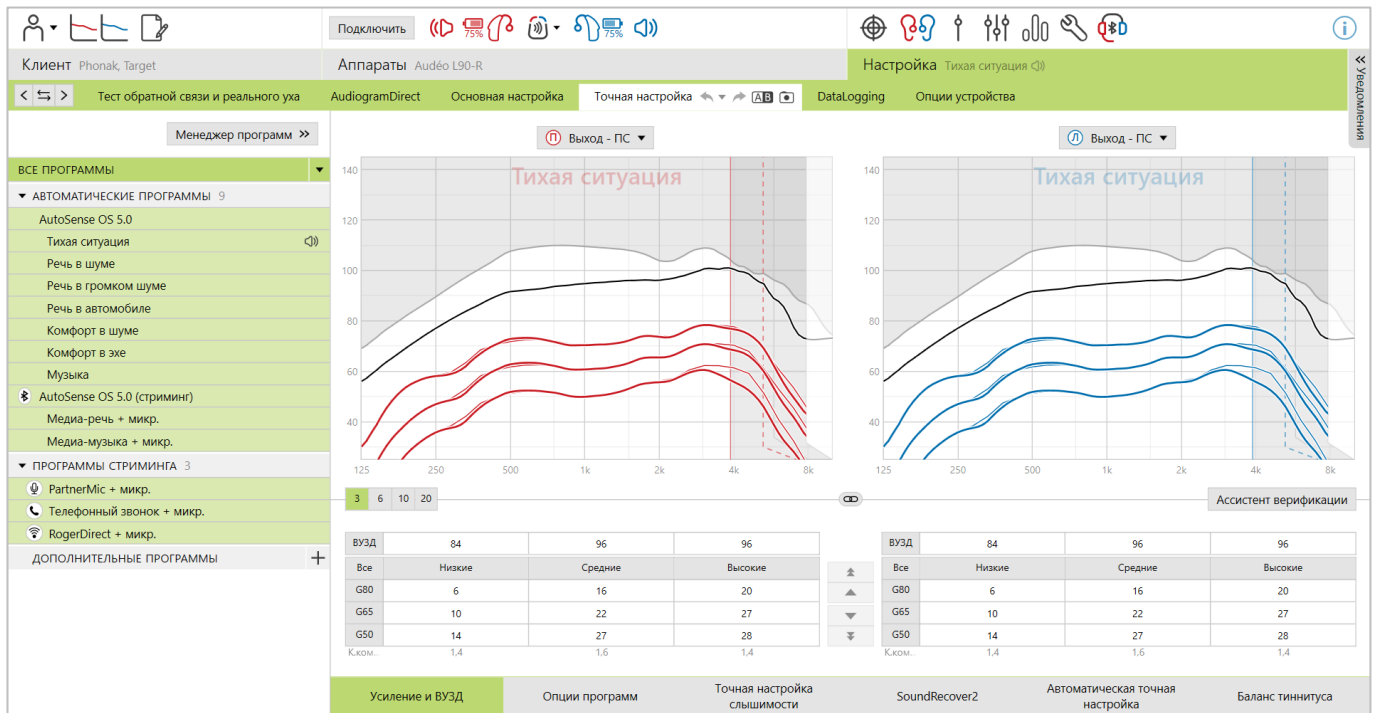 Подключить
75%
75%
Клиент Phonak, Target
Аппараты Audéo L90-R
Настройка Тихая ситуация
Уведомления
Тест обратной связи и реального уха
AudiogramDirect
Основная настройка
Точная настройка
AB
DataLogging
Опции устройства
Менеджер программ
ВСЕ ПРОГРАММЫ
АВТОМАТИЧЕСКИЕ ПРОГРАММЫ 9
AutoSense OS 5.0
Тихая ситуация
Речь в шуме
Речь в громком шуме
Речь в автомобиле
Комфорт в шуме
Комфорт в эхе
Музыка
AutoSense OS 5.0 (стриминг)
Медиа-речь + микр.
Медиа-музыка + микр.
ПРОГРАММЫ СТРИМИНГА 3
PartnerMic + микр.
Телефонный звонок + микр.
RogerDirect + микр.
ДОПОЛНИТЕЛЬНЫЕ ПРОГРАММЫ
П Выход - ПС
Тихая ситуация
140
120
100
80
60
40
125 250 500 1k 2k 4k 8k
Л Выход - ПС
Тихая ситуация
140
120
100
80
60
40
125 250 500 1k 2k 4k 8k
3 6 10 20
Ассистент верификации
ВУЗД 84 96 96
Все Низкие Средние Высокие
G80 6 16 20
G65 10 22 27
G50 14 27 28
К.ком... 1,4 1,6 1,4
ВУЗД 84 96 96
Все Низкие Средние Высокие
G80 6 16 20
G65 10 22 27
G50 14 27 28
К.ком... 1,4 1,6 1,4
Усиление и ВУЗД
Опции программ
Точная настройка
слышимости
SoundRecover2
Автоматическая точная
настройка
Баланс тиннитуса